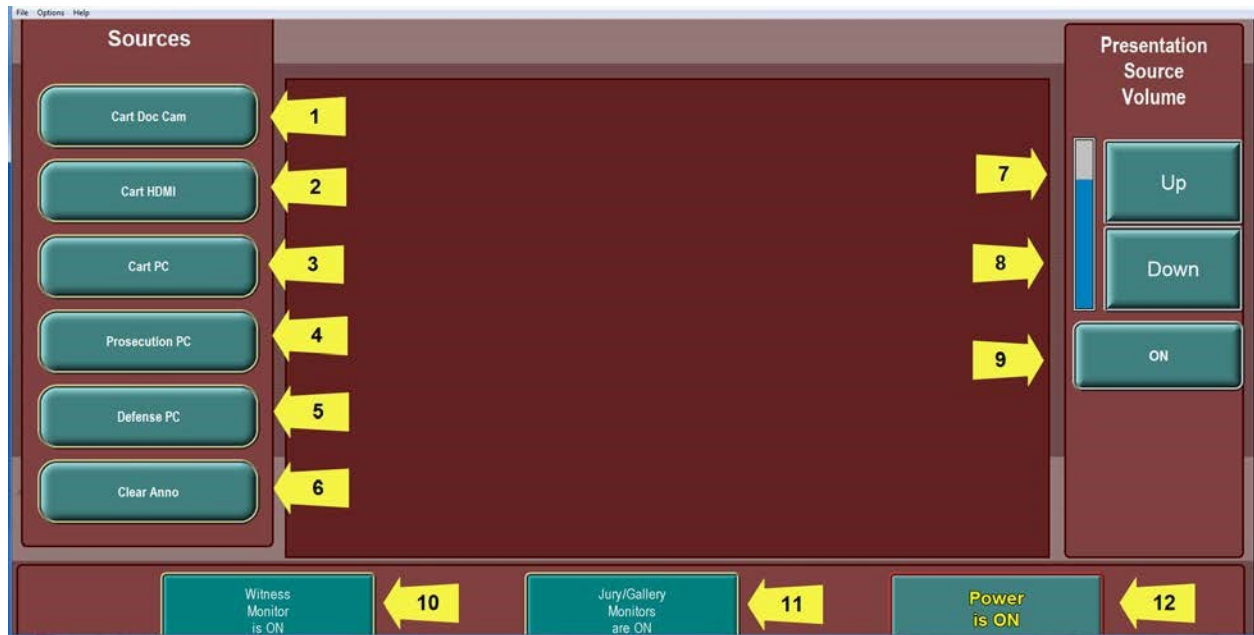 File Options Help
Sources
Cart Doc Cam
1
Cart HDMI
2
Cart PC
3
Prosecution PC
4
Defense PC
5
Clear Anno
6
Presentation
Source
Volume
7
Up
8
Down
9
ON
Witness
Monitor
is ON
10
Jury/Gallery
Monitors
are ON
11
Power
is ON
12